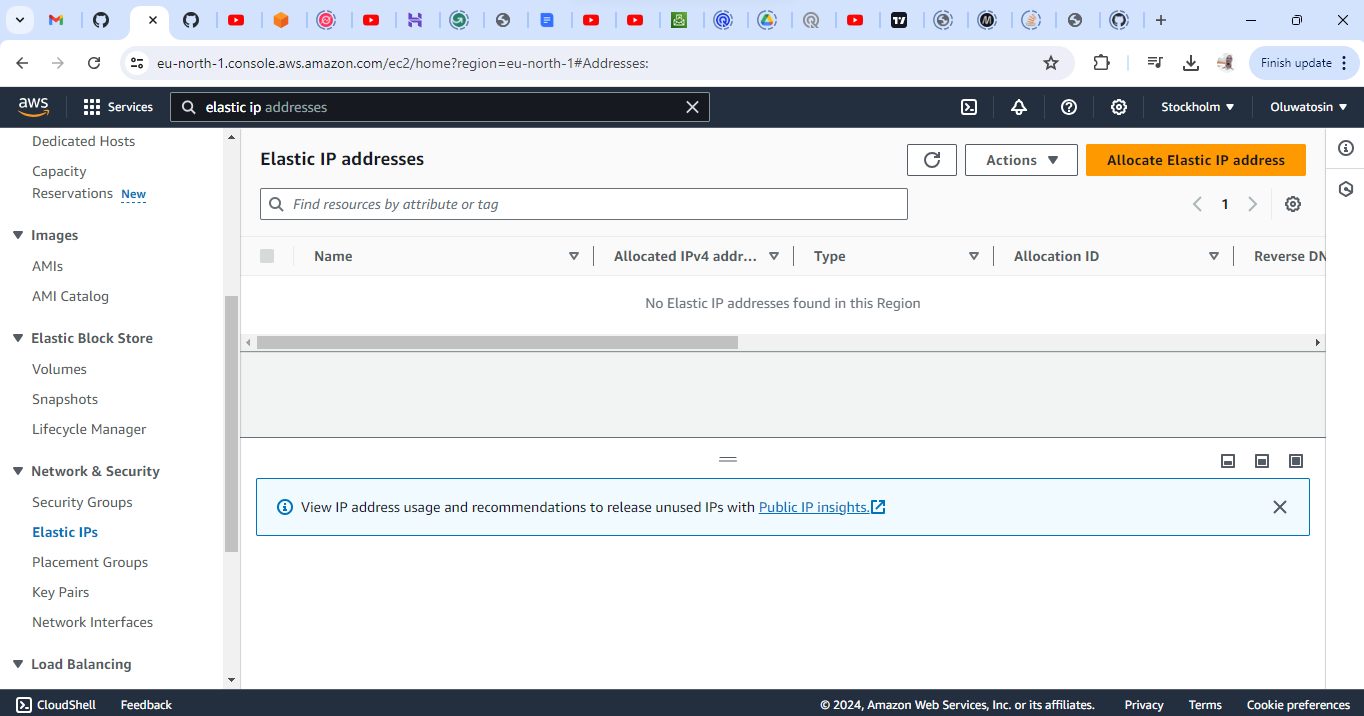 Finish update
eu-north-1.console.aws.amazon.com/ec2/home?region=eu-north-1#Addresses:
aws
Services
elastic ip addresses
Stockholm
Oluwatosin
Dedicated Hosts
Capacity
Reservations New
Images
AMIs
AMI Catalog
Elastic Block Store
Volumes
Snapshots
Lifecycle Manager
Network & Security
Security Groups
Elastic IPs
Placement Groups
Key Pairs
Network Interfaces
Load Balancing
Elastic IP addresses
Actions
Allocate Elastic IP address
Find resources by attribute or tag
1
Name
Allocated IPv4 addr...
Type
Allocation ID
Reverse DN
No Elastic IP addresses found in this Region
View IP address usage and recommendations to release unused IPs with Public IP insights.
CloudShell
Feedback
© 2024, Amazon Web Services, Inc. or its affiliates.
Privacy
Terms
Cookie preferences